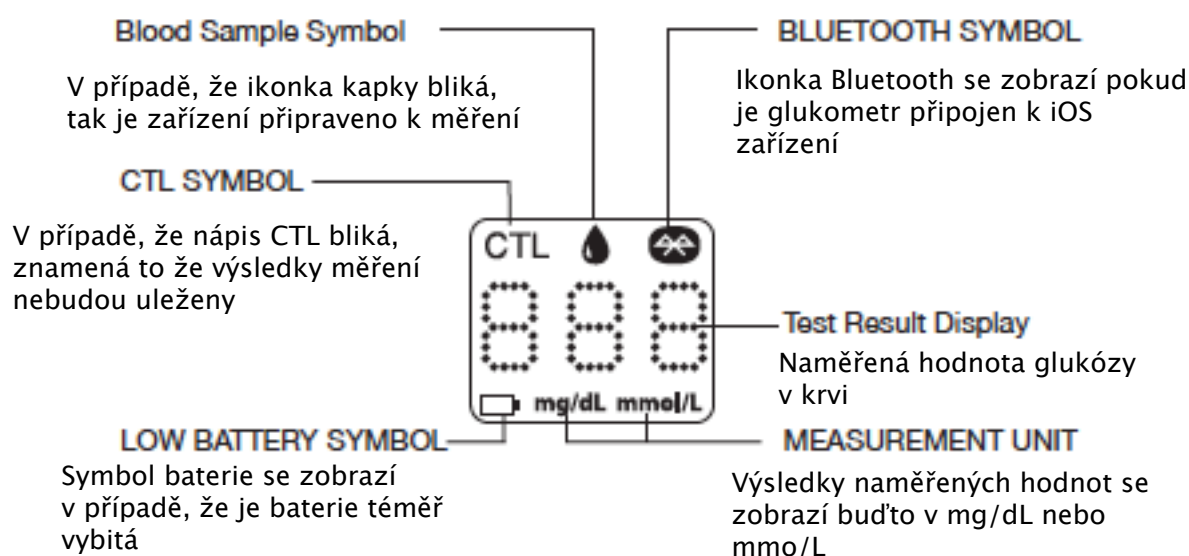 Blood Sample Symbol
V případě, že ikonka kapky bliká,
tak je zařízení připraveno k měření
BLUETOOTH SYMBOL
Ikonka Bluetooth se zobrazí pokud
je glukometr připojen k iOS
zařízení
CTL SYMBOL
V případě, že nápis CTL bliká,
znamená to že výsledky měření
nebudou uleženy
CTL
888
mg/dL mmol/L
Test Result Display
Naměřená hodnota glukózy
v krvi
LOW BATTERY SYMBOL
Symbol baterie se zobrazí
v případě, že je baterie téměř
vybitá
MEASUREMENT UNIT
Výsledky naměřených hodnot se
zobrazí buďto v mg/dL nebo
mmo/L